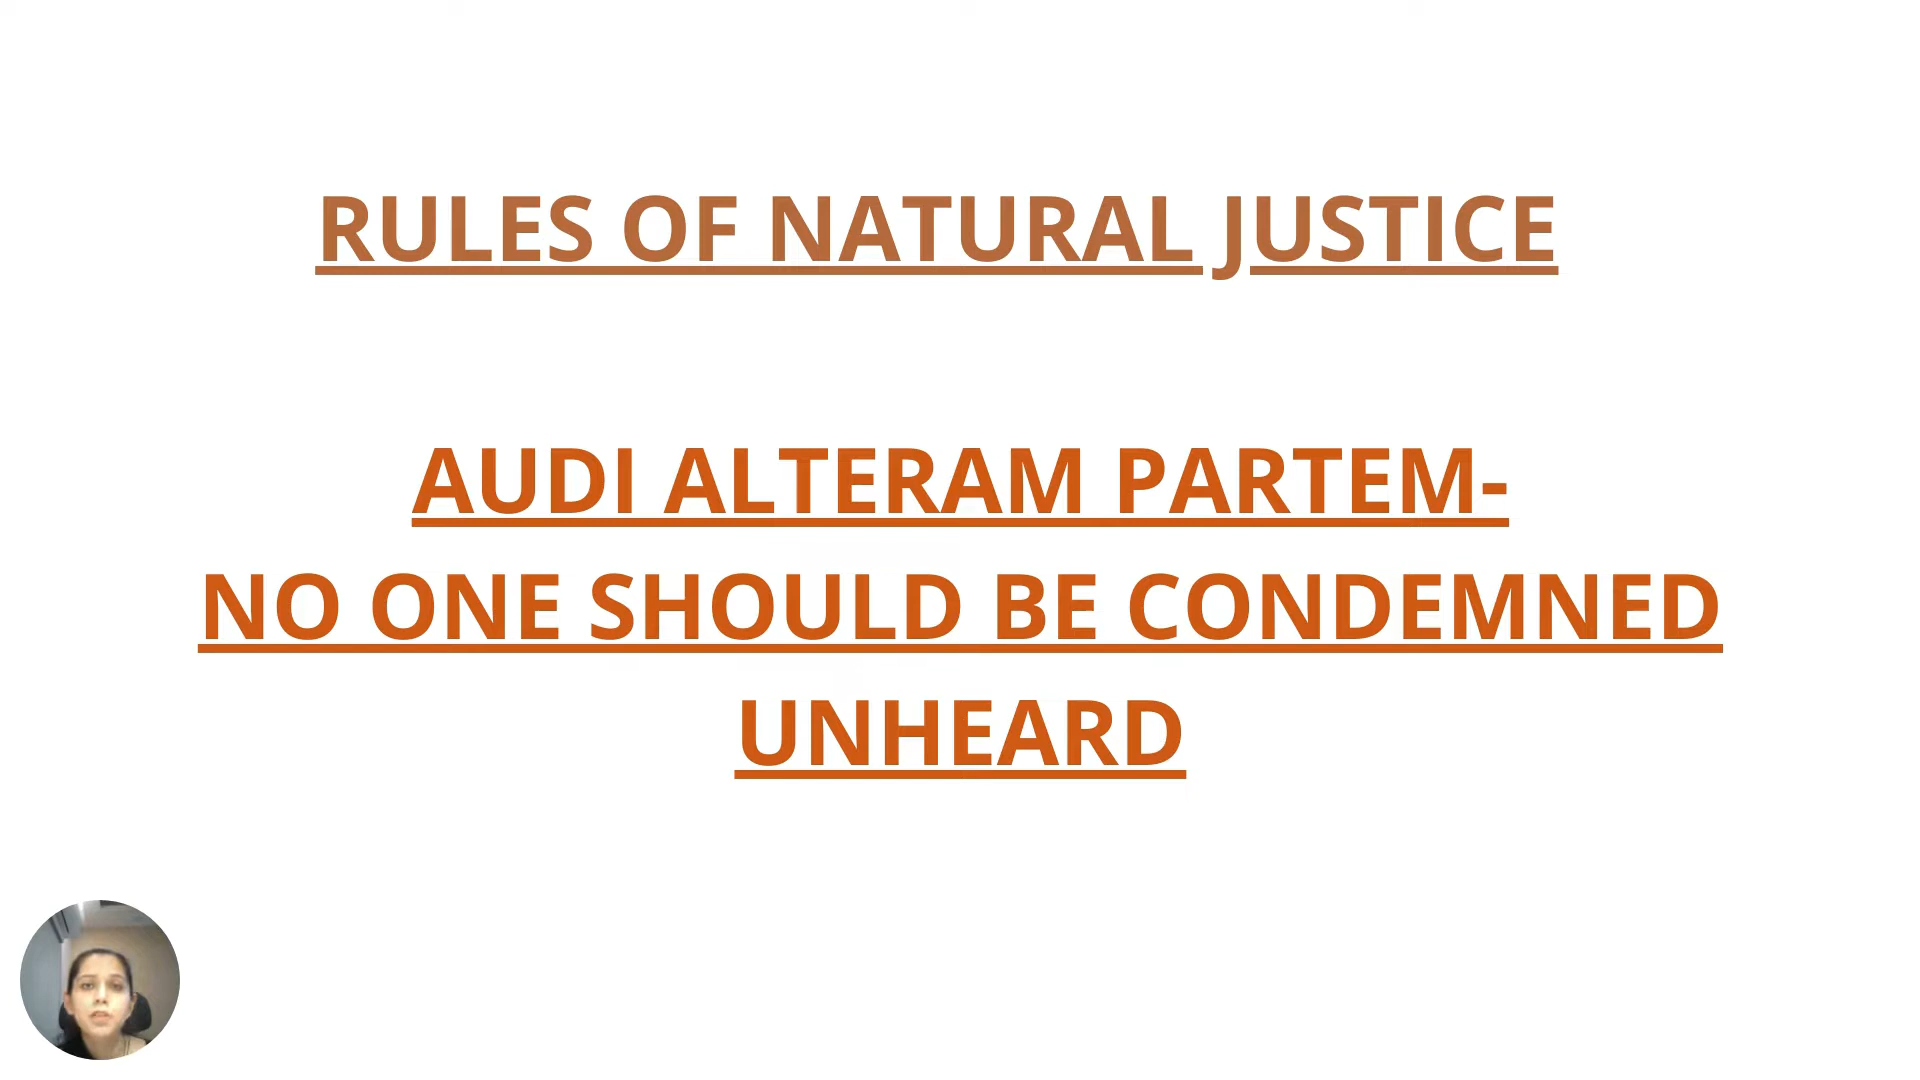 RULES OF NATURAL JUSTICE
AUDI ALTERAM PARTEM-
NO ONE SHOULD BE CONDEMNED
UNHEARD